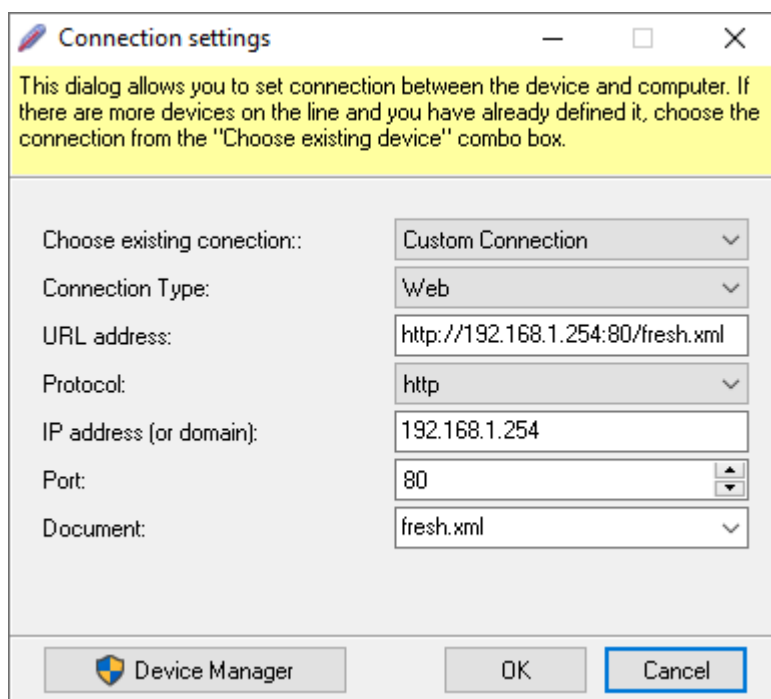 Connection settings
This dialog allows you to set connection between the device and computer. If
there are more devices on the line and you have already defined it, choose the
connection from the "Choose existing device" combo box.
Choose existing conection:: Custom Connection
Connection Type: Web
URL address: http://192.168.1.254:80/fresh.xml
Protocol: http
IP address (or domain): 192.168.1.254
Port: 80
Document: fresh.xml
Device Manager OK Cancel